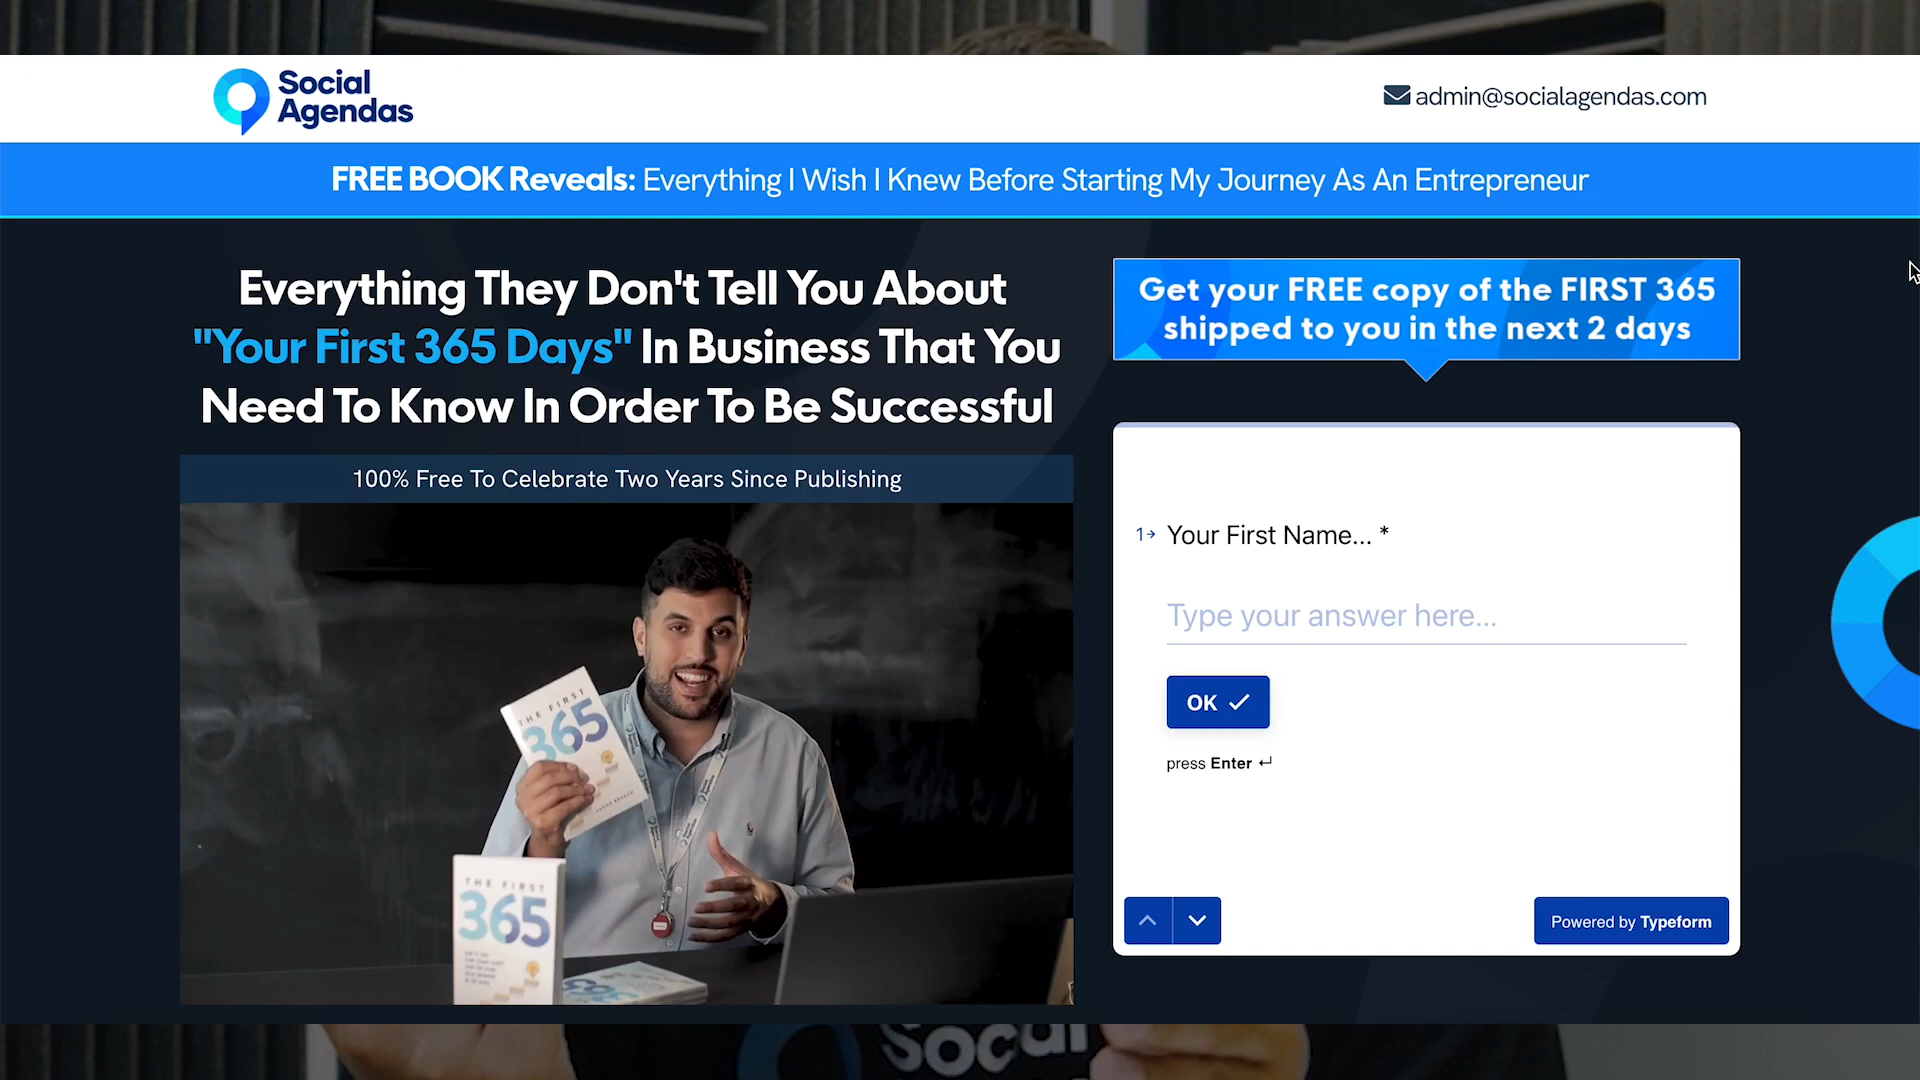 Social
Agendas
admin@socialagendas.com
FREE BOOK Reveals: Everything I Wish I Knew Before Starting My Journey As An Entrepreneur
Everything They Don't Tell You About
"Your First 365 Days" In Business That You
Need To Know In Order To Be Successful
100% Free To Celebrate Two Years Since Publishing
THE FIRST
365
THE FIRST
365
365
Get your FREE copy of the FIRST 365
shipped to you in the next 2 days
1→ Your First Name... *
Type your answer here...
OK
press Enter ↵
Powered by Typeform
Social